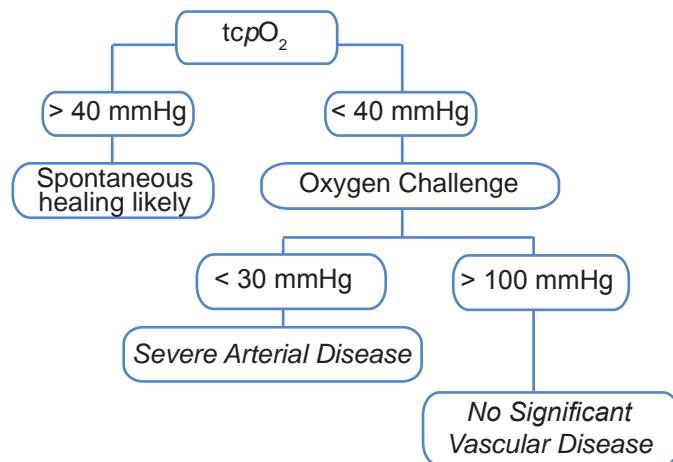 tcpO₂
> 40 mmHg
< 40 mmHg
Spontaneous
healing likely
Oxygen Challenge
< 30 mmHg
> 100 mmHg
Severe Arterial Disease
No Significant
Vascular Disease